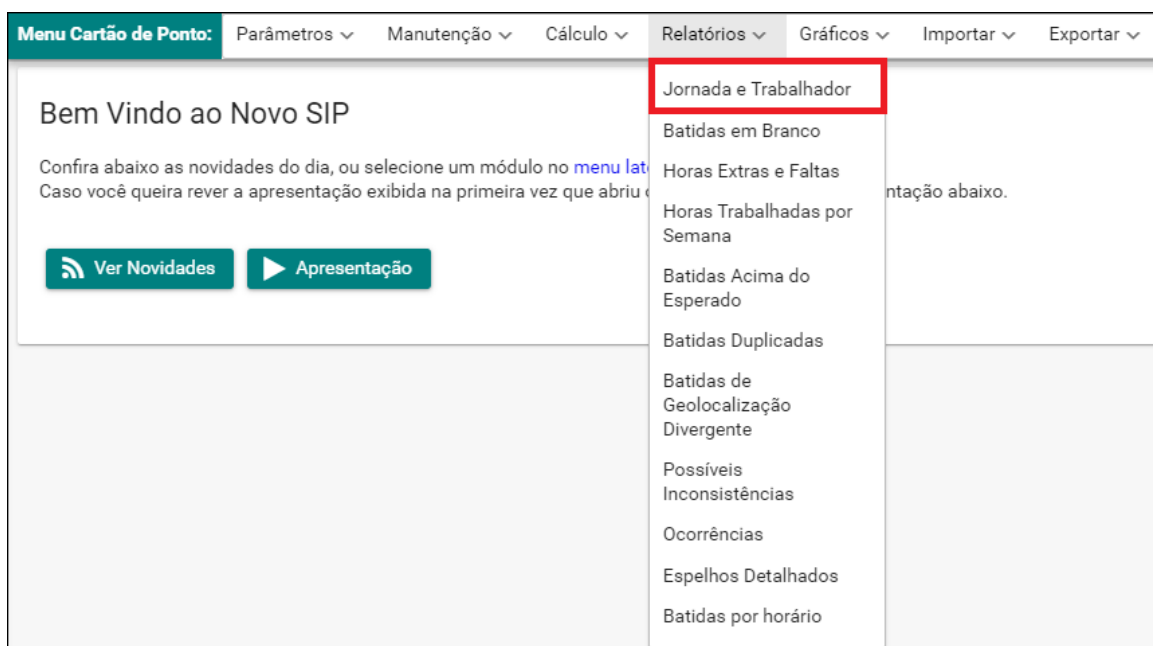 Menu Cartão de Ponto: Parâmetros Manutenção Cálculo Relatórios Gráficos Importar Exportar
Bem Vindo ao Novo SIP
Confira abaixo as novidades do dia, ou selecione um módulo no menu
Caso você queira rever a apresentação exibida na primeira vez que abriu abaixo.
Ver Novidades Apresentação
Jornada e Trabalhador
Batidas em Branco
Horas Extras e Faltas
Horas Trabalhadas por
Semana
Batidas Acima do
Esperado
Batidas Duplicadas
Batidas de
Geolocalização
Divergente
Possíveis
Inconsistências
Ocorrências
Espelhos Detalhados
Batidas por horário